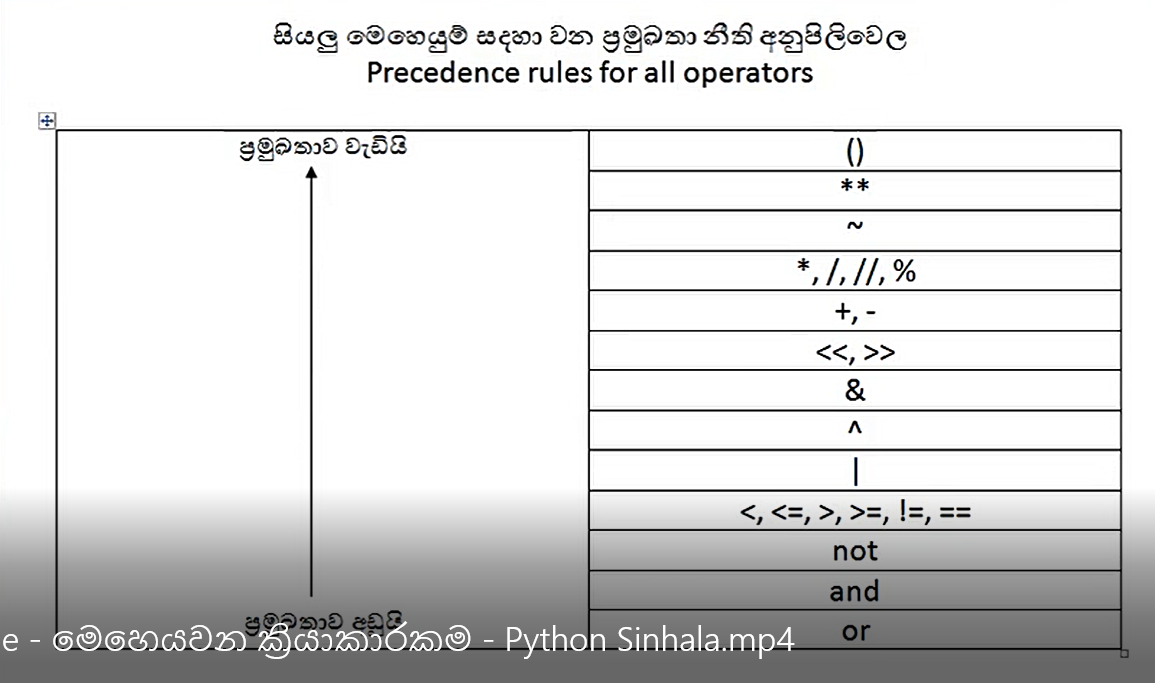 සියලු මෙහෙයුම් සදහා වන ප්‍රමුඛතා නීති අනුපිලිවෙල
Precedence rules for all operators
ප්‍රමුඛතාව වැඩියි
()
**
~
*, /, //, %
+, -
<<, >>
&
^
|
<, <=, >, >=, !=, ==
not
and
or
ප්‍රමුඛතාව අඩුයි
e - මෙහෙයවන ක්‍රියාකාරකම - Python Sinhala.mp4